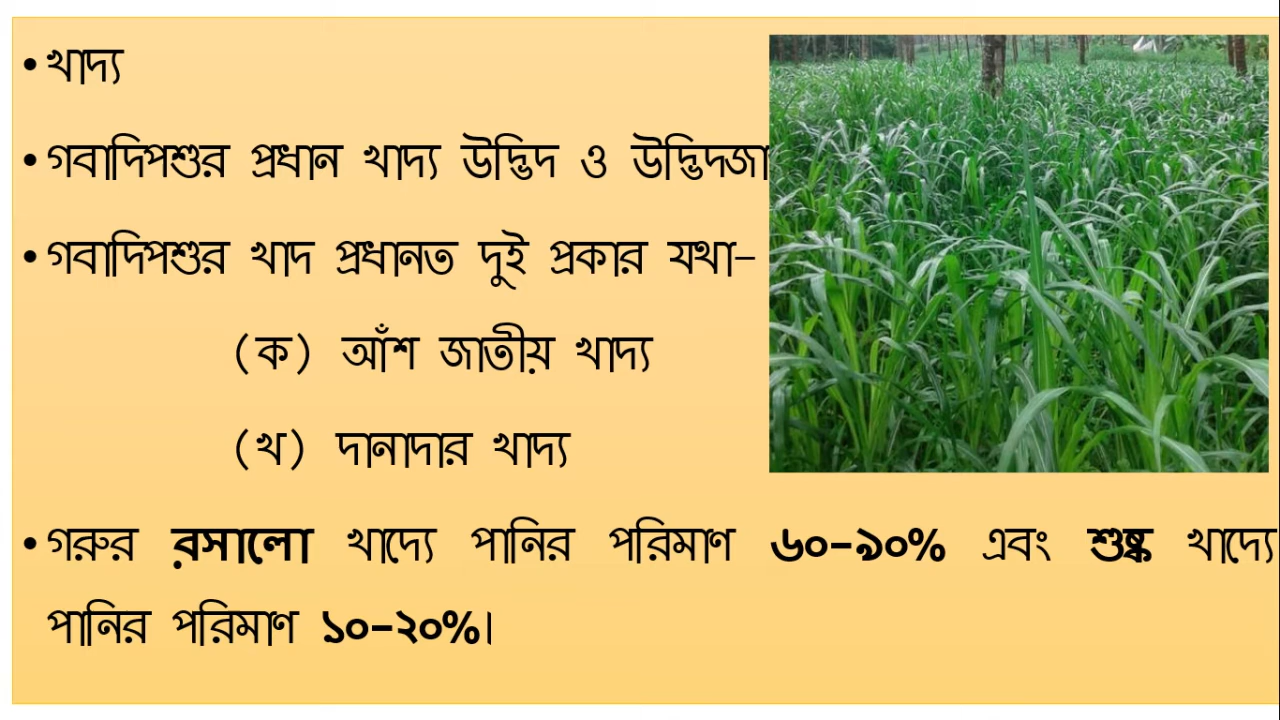 • খাদ্য
• গবাদিপশুর প্রধান খাদ্য উদ্ভিদ ও উদ্ভিদজা
• গবাদিপশুর খাদ প্রধানত দুই প্রকার যথা-
(ক) আঁশ জাতীয় খাদ্য
(খ) দানাদার খাদ্য
• গরুর রসালো খাদ্যে পানির পরিমাণ ৬০-৯০% এবং শুষ্ক খাদ্যে
পানির পরিমাণ ১০-২০%।